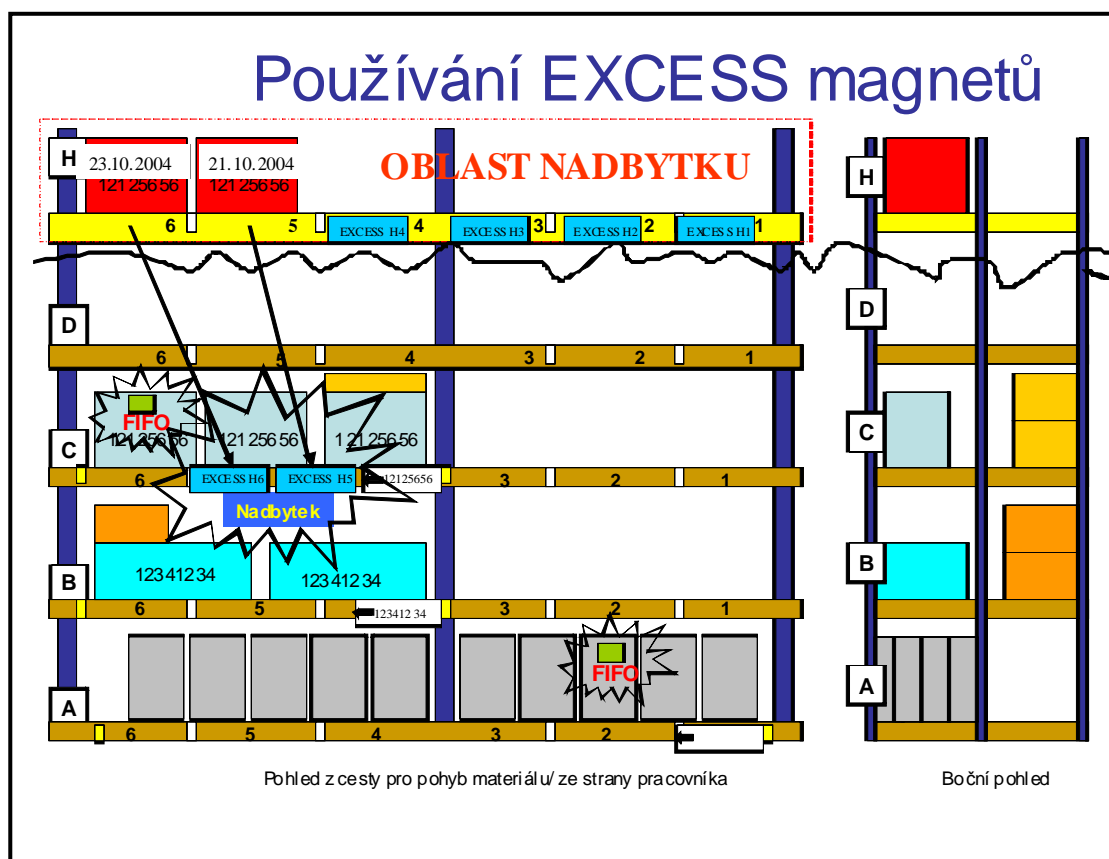 Používání EXCESS magnetů
H
23.10.2004
121 256 56
21.10.2004
121 256 56
OBLAST NADBYTKU
H
6 5 4 3 2 1
EXCESS H4
EXCESS H3
EXCESS H2
EXCESS H1
D
D
6 5 4 3 2 1
FIFO
121 256 56
121 256 56
1 21 256 56
C
C
6 3 2 1
EXCESS H6
EXCESS H5
12125656
Nadbytek
B
123 412 34
123 412 34
B
6 5 3 2 1
123412 34
FIFO
A
A
6 5 4 3 2
Pohled z cesty pro pohyb materiálu/ ze strany pracovníka
Boční pohled